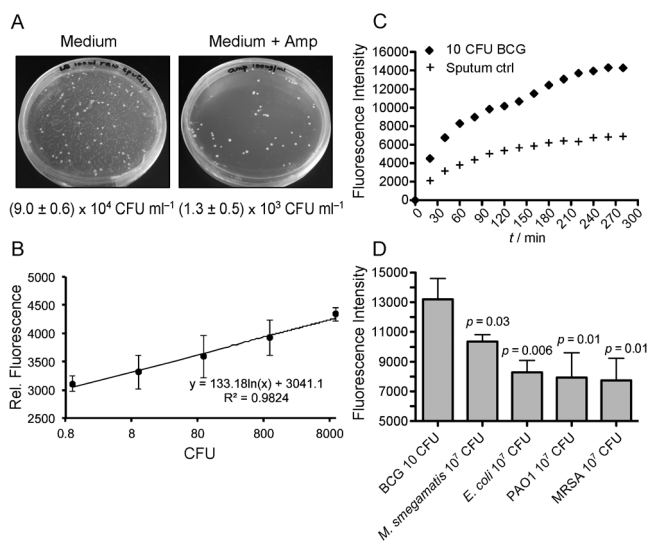 A
Medium
Medium + Amp
(9.0 ± 0.6) x 10⁴ CFU ml⁻¹
(1.3 ± 0.5) x 10³ CFU ml⁻¹
B
Rel. Fluorescence
5000
4500
4000
3500
3000
2500
0.8
8
80
800
8000
CFU
y = 133.18ln(x) + 3041.1
R² = 0.9824
C
10 CFU BCG
Sputum ctrl
Fluorescence Intensity
16000
14000
12000
10000
8000
6000
4000
2000
0
0
30
60
90
120
150
180
210
240
270
300
t / min
D
Fluorescence Intensity
15000
13000
11000
9000
7000
5000
p = 0.03
p = 0.006
p = 0.01
p = 0.01
BCG 10 CFU
M. smegamatis 10⁷ CFU
E. coli 10⁷ CFU
PAO1 10⁷ CFU
MRSA 10⁷ CFU